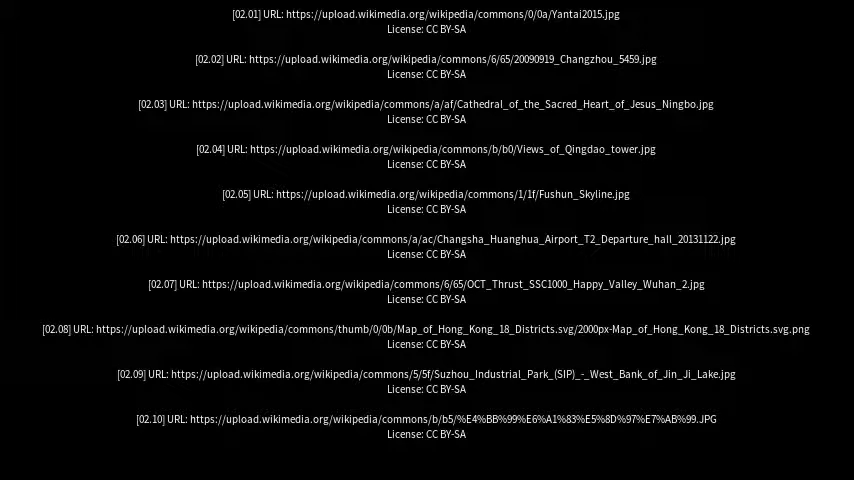 [02.01] URL: https://upload.wikimedia.org/wikipedia/commons/0/0a/Yantai2015.jpg
License: CC BY-SA
[02.02] URL: https://upload.wikimedia.org/wikipedia/commons/6/65/20090919_Changzhou_5459.jpg
License: CC BY-SA
[02.03] URL: https://upload.wikimedia.org/wikipedia/commons/a/af/Cathedral_of_the_Sacred_Heart_of_Jesus_Ningbo.jpg
License: CC BY-SA
[02.04] URL: https://upload.wikimedia.org/wikipedia/commons/b/b0/Views_of_Qingdao_tower.jpg
License: CC BY-SA
[02.05] URL: https://upload.wikimedia.org/wikipedia/commons/1/1f/Fushun_Skyline.jpg
License: CC BY-SA
[02.06] URL: https://upload.wikimedia.org/wikipedia/commons/a/ac/Changsha_Huanghua_Airport_T2_Departure_hall_20131122.jpg
License: CC BY-SA
[02.07] URL: https://upload.wikimedia.org/wikipedia/commons/6/65/OCT_Thrust_SSC1000_Happy_Valley_Wuhan_2.jpg
License: CC BY-SA
[02.08] URL: https://upload.wikimedia.org/wikipedia/commons/thumb/0/0b/Map_of_Hong_Kong_18_Districts.svg/2000px-Map_of_Hong_Kong_18_Districts.svg.png
License: CC BY-SA
[02.09] URL: https://upload.wikimedia.org/wikipedia/commons/5/5f/Suzhou_Industrial_Park_(SIP)_-_West_Bank_of_Jin_Ji_Lake.jpg
License: CC BY-SA
[02.10] URL: https://upload.wikimedia.org/wikipedia/commons/b/b5/%E4%BB%99%E6%A1%83%E5%8D%97%E7%AB%99.JPG
License: CC BY-SA